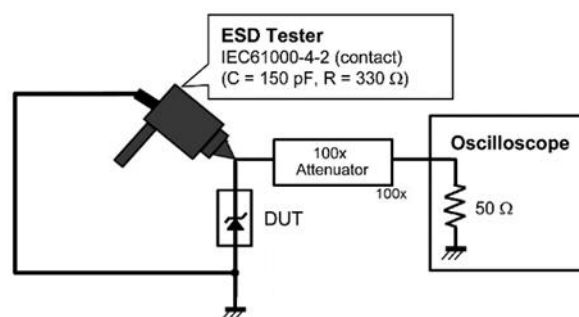 ESD Tester
IEC61000-4-2 (contact)
(C = 150 pF, R = 330 Ω)
Oscilloscope
100x
Attenuator
100x
50 Ω
DUT